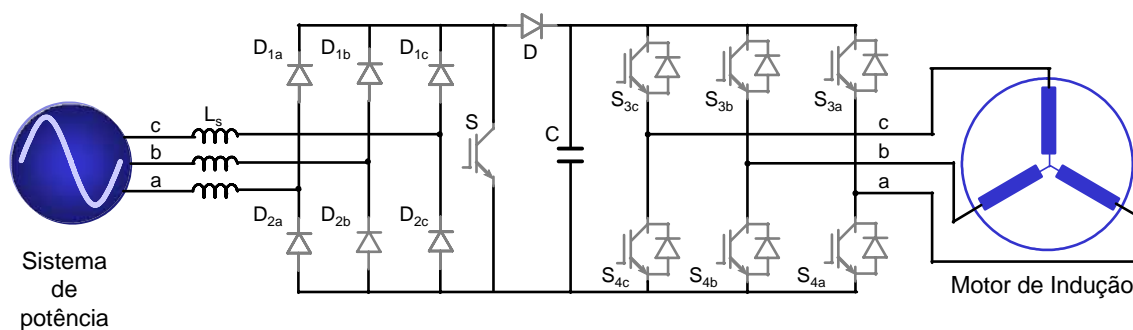 D1a
D1b
D1c
D
S3c
S3b
S3a
Ls
c
b
a
S
C
c
b
a
D2a
D2b
D2c
S4c
S4b
S4a
Sistema
de
potência
Motor de Indução